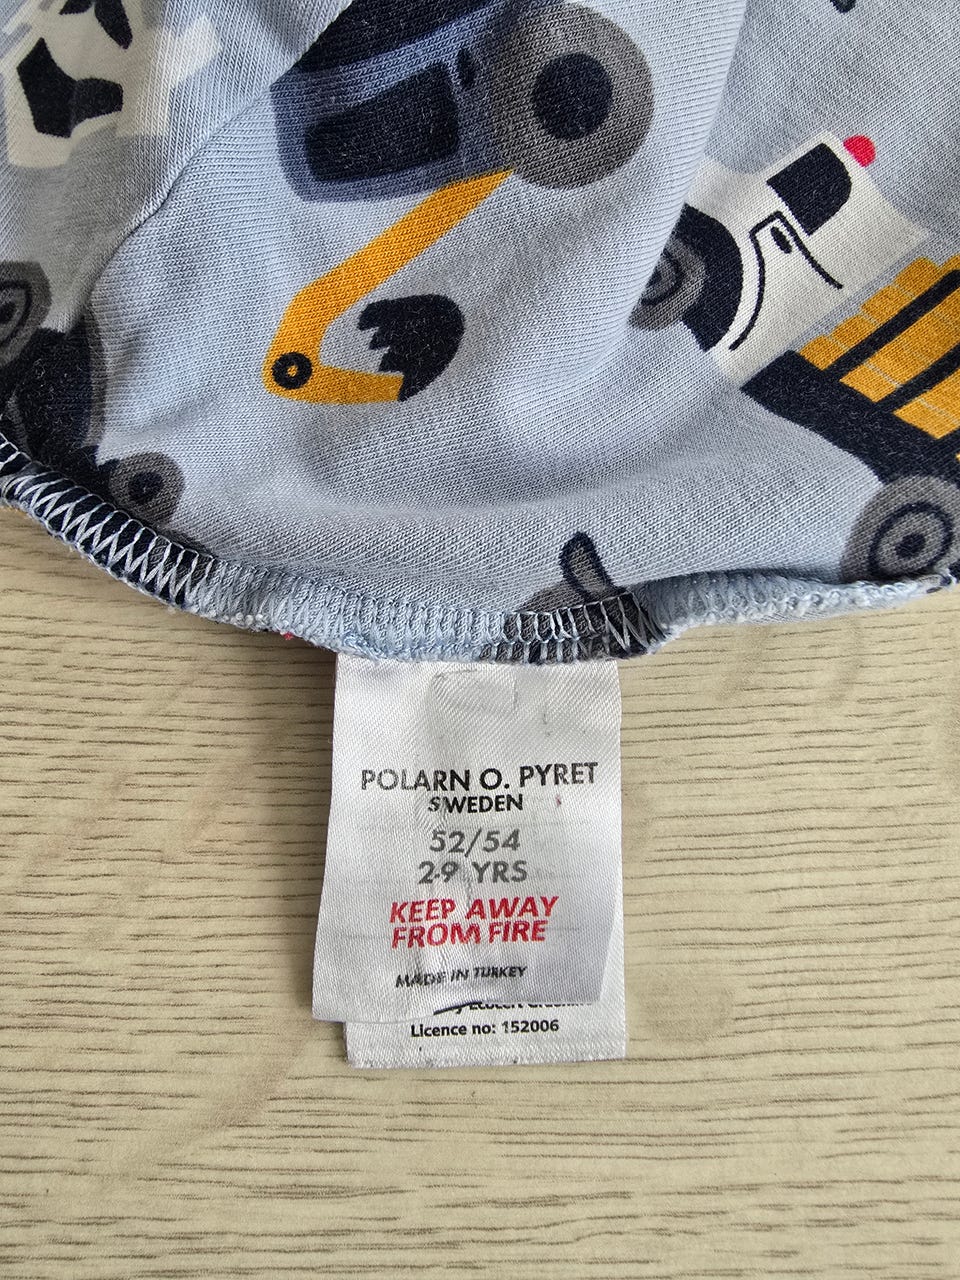 POLARN O. PYRET
SWEDEN
52/54
2-9 YRS
KEEP AWAY
FROM FIRE
MADE IN TURKEY
Licence no: 152006